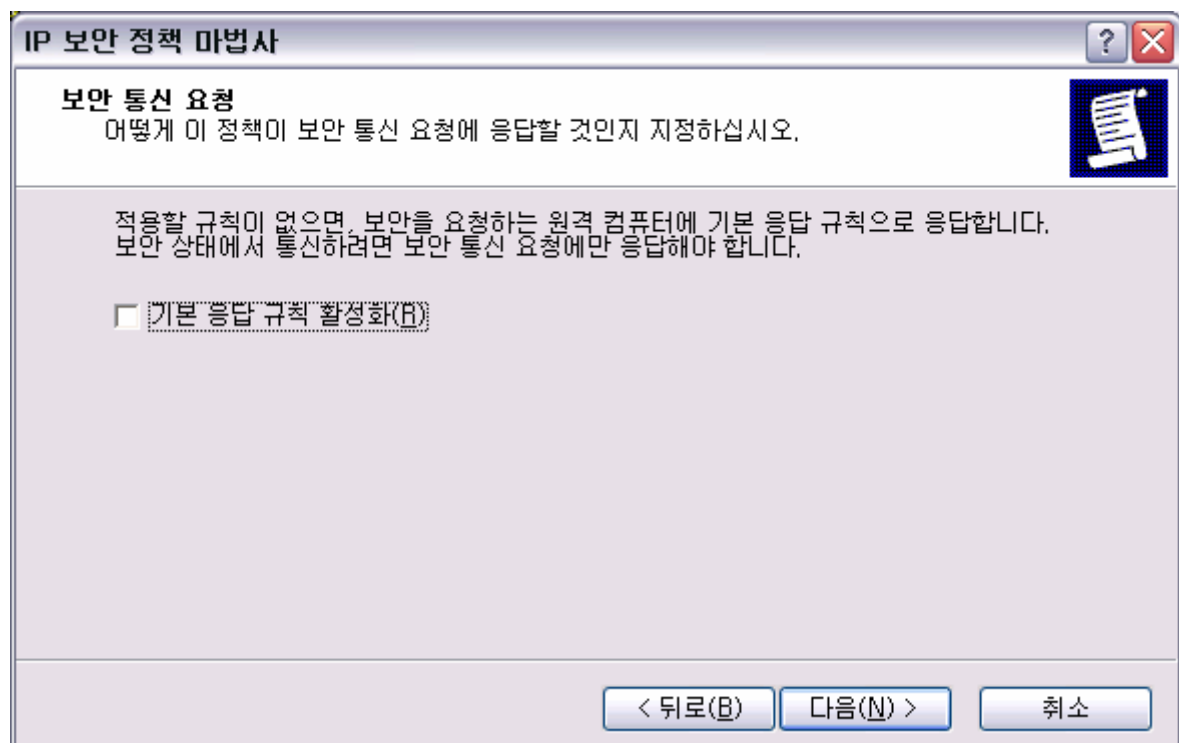 IP 보안 정책 마법사
보안 통신 요청
어떻게 이 정책이 보안 통신 요청에 응답할 것인지 지정하십시오.
적용할 규칙이 없으면, 보안을 요청하는 원격 컴퓨터에 기본 응답 규칙으로 응답합니다.
보안 상태에서 통신하려면 보안 통신 요청에만 응답해야 합니다.
기본 응답 규칙 활성화(R)
< 뒤로(B)
다음(N) >
취소